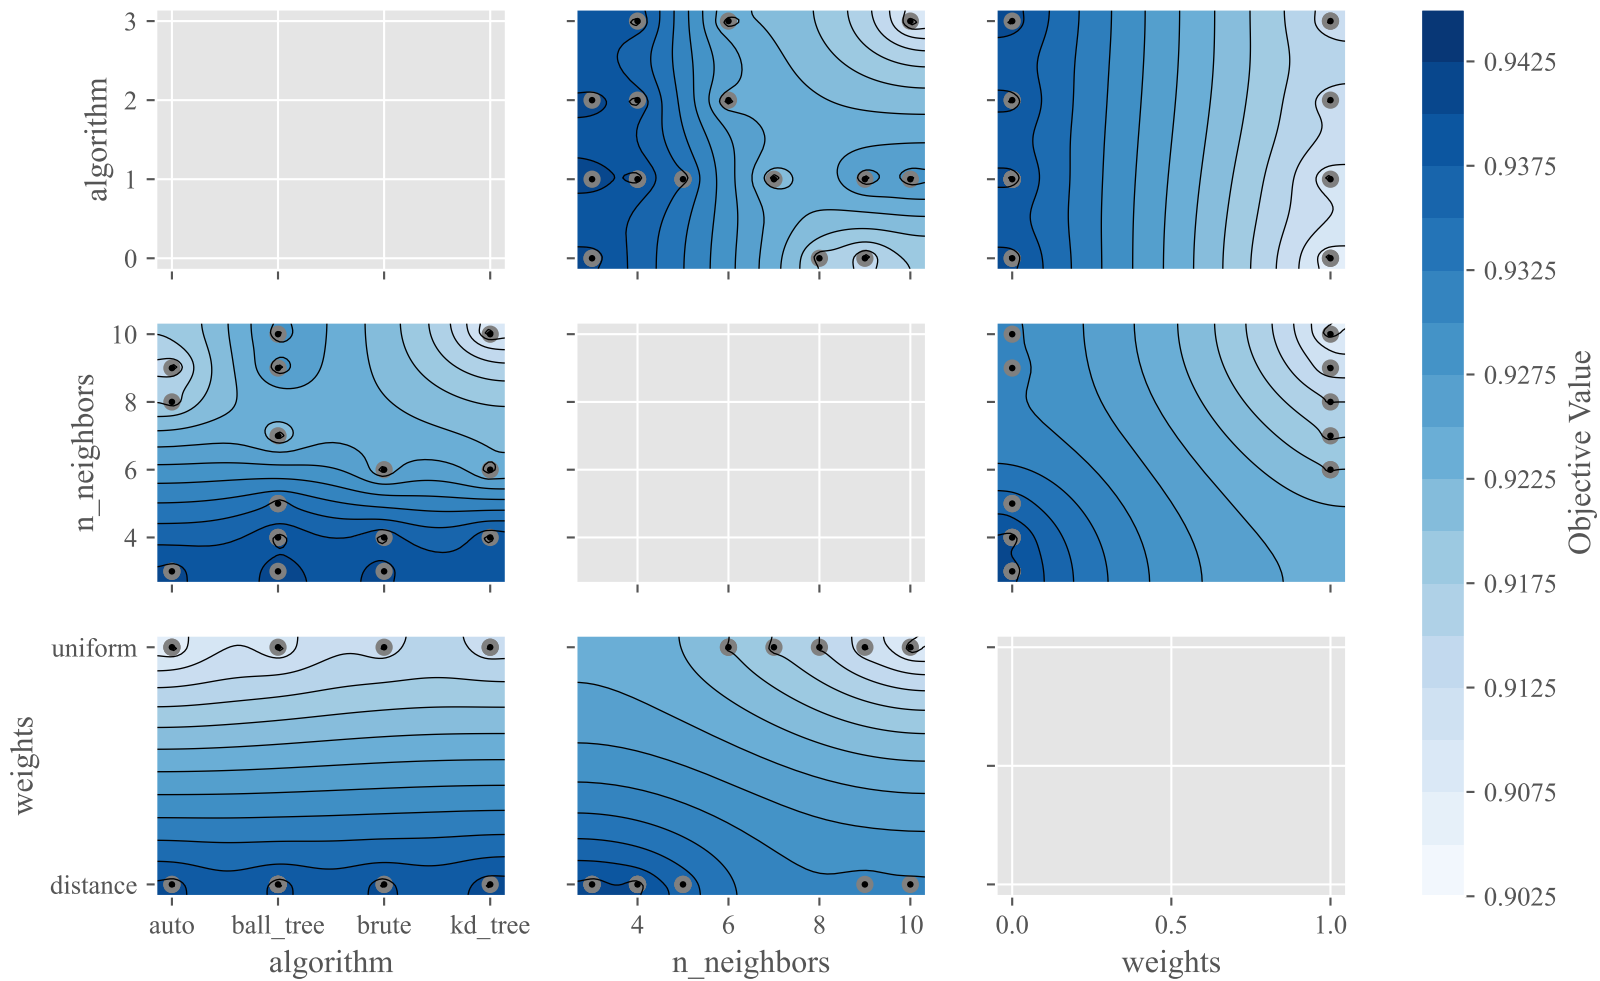 3
2
1
0
algorithm
10
8
6
4
n_neighbors
uniform
distance
weights
auto ball_tree brute kd_tree
algorithm
4 6 8 10
n_neighbors
0.0 0.5 1.0
weights
0.9425
0.9375
0.9325
0.9275
0.9225
0.9175
0.9125
0.9075
0.9025
Objective Value